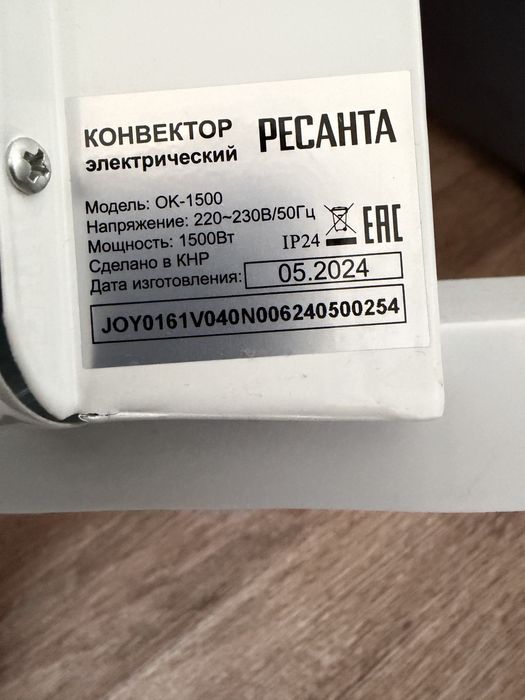 КОНВЕКТОР РЕСАНТА
электрический
Модель: ОК-1500
Напряжение: 220~230В/50Гц
Мощность: 1500Вт IP24 EAC
Сделано в КНР
Дата изготовления: 05.2024
JOY0161V040N006240500254